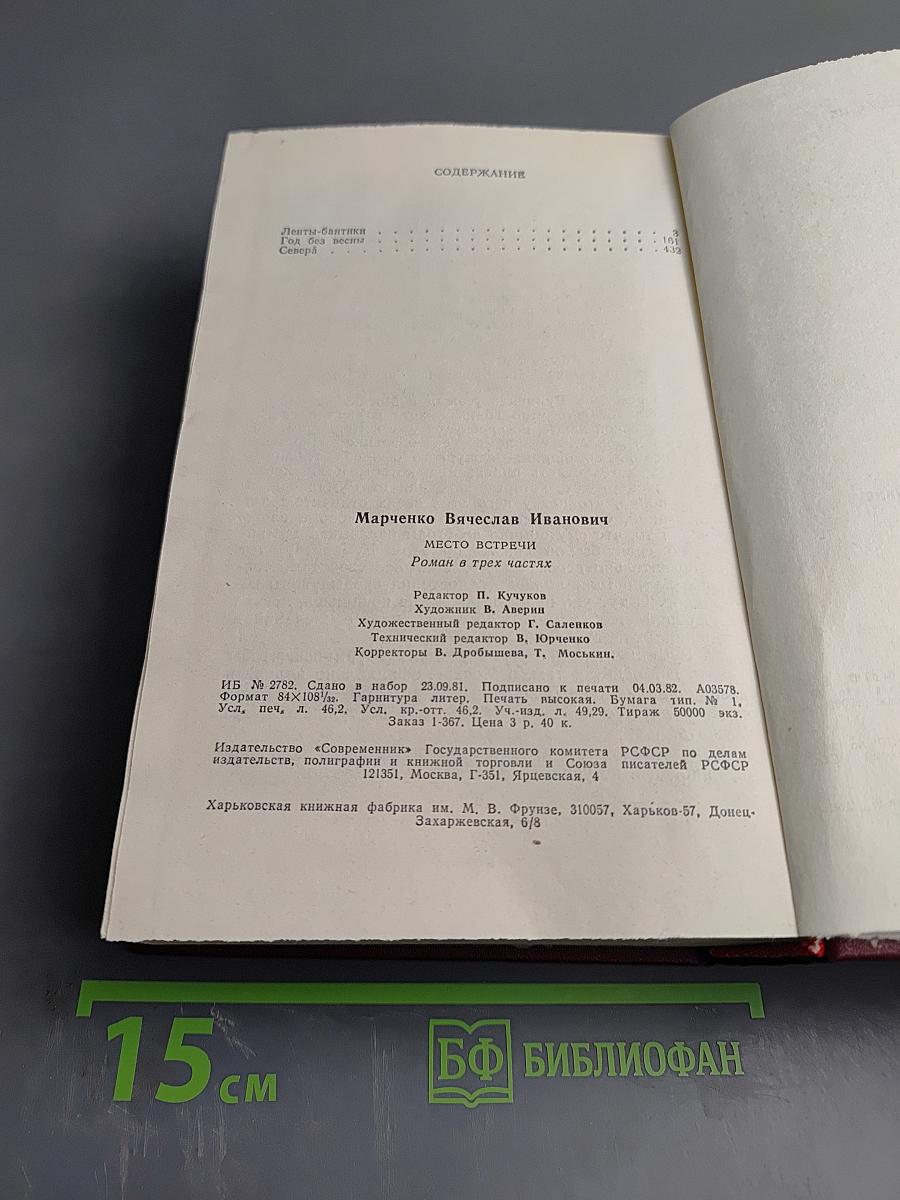 СОДЕРЖАНИЕ
Ленты-бантики . . . . . . . . . . . . . . . . . . 3
Год без весны . . . . . . . . . . . . . . . . . . 161
Севера́ . . . . . . . . . . . . . . . . . . . . . 432
Марченко Вячеслав Иванович
МЕСТО ВСТРЕЧИ
Роман в трех частях
Редактор П. Кучуков
Художник В. Аверин
Художественный редактор Г. Саленков
Технический редактор В. Юрченко
Корректоры В. Дробышева, Т. Моськин.
ИБ № 2782. Сдано в набор 23.09.81. Подписано к печати 04.03.82. А03578.
Формат 84×108¹/₃₂. Гарнитура литер. Печать высокая. Бумага тип. № 1.
Усл. печ. л. 46,2. Усл. кр.-отт. 46,2. Уч.-изд. л. 49,29. Тираж 50000 экз.
Заказ 1-367. Цена 3 р. 40 к.
Издательство «Современник» Государственного комитета РСФСР по делам
издательств, полиграфии и книжной торговли и Союза писателей РСФСР
121351, Москва, Г-351, Ярцевская, 4
Харьковская книжная фабрика им. М. В. Фрунзе, 310057, Харьков-57, Донец-
Захаржевская, 6/8
15 см
БФ БИБЛИОФАН